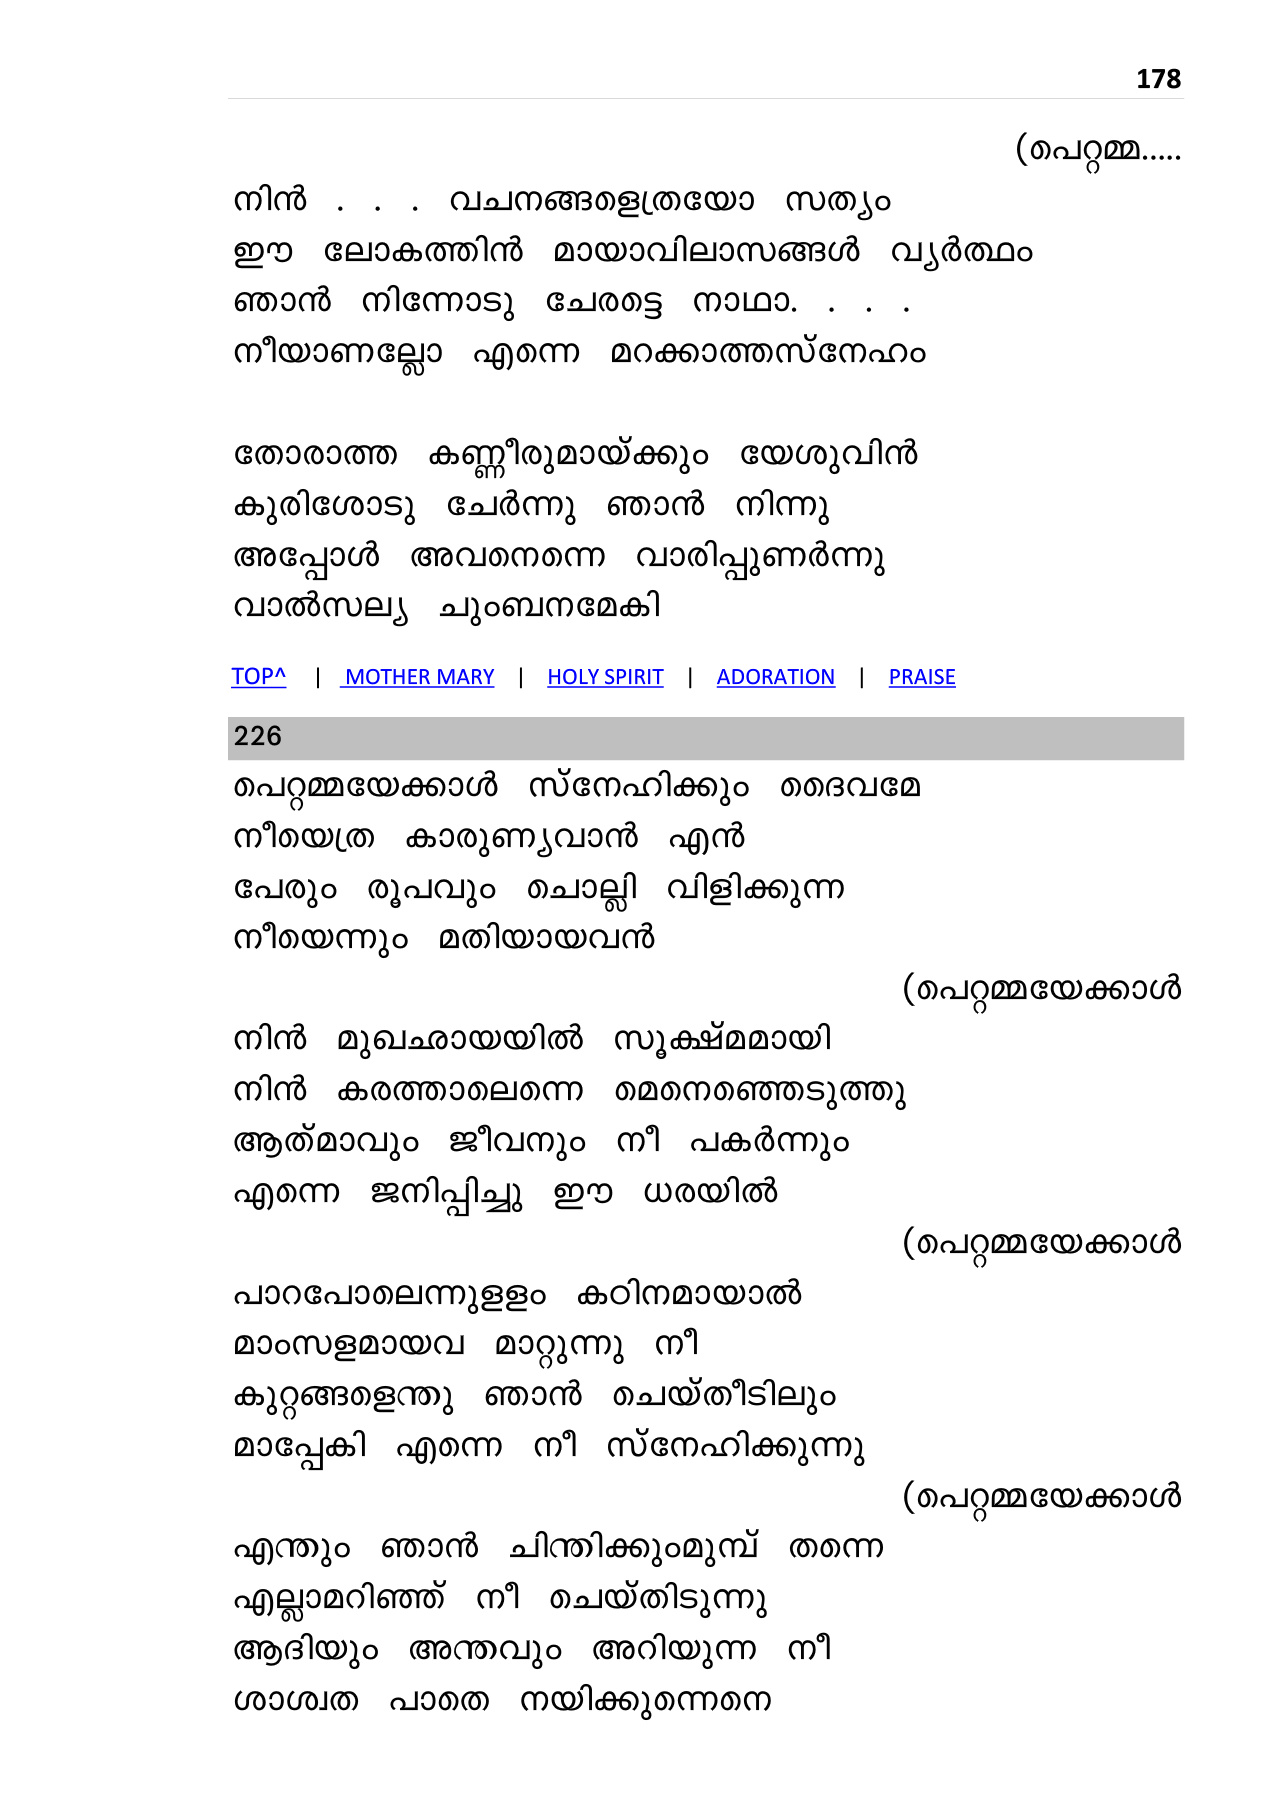 178
(പെറ്റമ്മ.....
നിൻ . . . വചനങ്ങളെത്രയോ സത്യം
ഈ ലോകത്തിൻ മായാവിലാസങ്ങൾ വ്യർത്ഥം
ഞാൻ നിന്നോടു ചേരട്ടെ നാഥാ. . . .
നീയാണല്ലോ എന്നെ മറക്കാത്തസ്നേഹം
തോരാത്ത കണ്ണീരുമായ്ക്കും യേശുവിൻ
കുരിശോടു ചേർന്നു ഞാൻ നിന്നു
അപ്പോൾ അവനെന്നെ വാരിപ്പുണർന്നു
വാൽസല്യ ചുംബനമേകി
TOP^ | MOTHER MARY | HOLY SPIRIT | ADORATION | PRAISE
226
പെറ്റമ്മയേക്കാൾ സ്നേഹിക്കും ദൈവമേ
നീയെത്ര കാരുണ്യവാൻ എൻ
പേരും രൂപവും ചൊല്ലി വിളിക്കുന്ന
നീയെന്നും മതിയായവൻ
(പെറ്റമ്മയേക്കാൾ
നിൻ മുഖഛായയിൽ സൂക്ഷ്മമായി
നിൻ കരത്താലെന്നെ മെനെഞ്ഞെടുത്തു
ആത്മാവും ജീവനും നീ പകർന്നും
എന്നെ ജനിപ്പിച്ചു ഈ ധരയിൽ
(പെറ്റമ്മയേക്കാൾ
പാറപോലെന്നുളളം കഠിനമായാൽ
മാംസളമായവ മാറ്റുന്നു നീ
കുറ്റങ്ങളെന്തു ഞാൻ ചെയ്തീടിലും
മാപ്പേകി എന്നെ നീ സ്നേഹിക്കുന്നു
(പെറ്റമ്മയേക്കാൾ
എന്തും ഞാൻ ചിന്തിക്കുംമുമ്പ് തന്നെ
എല്ലാമറിഞ്ഞ് നീ ചെയ്തിടുന്നു
ആദിയും അന്തവും അറിയുന്ന നീ
ശാശ്വത പാതെ നയിക്കുന്നെനെ